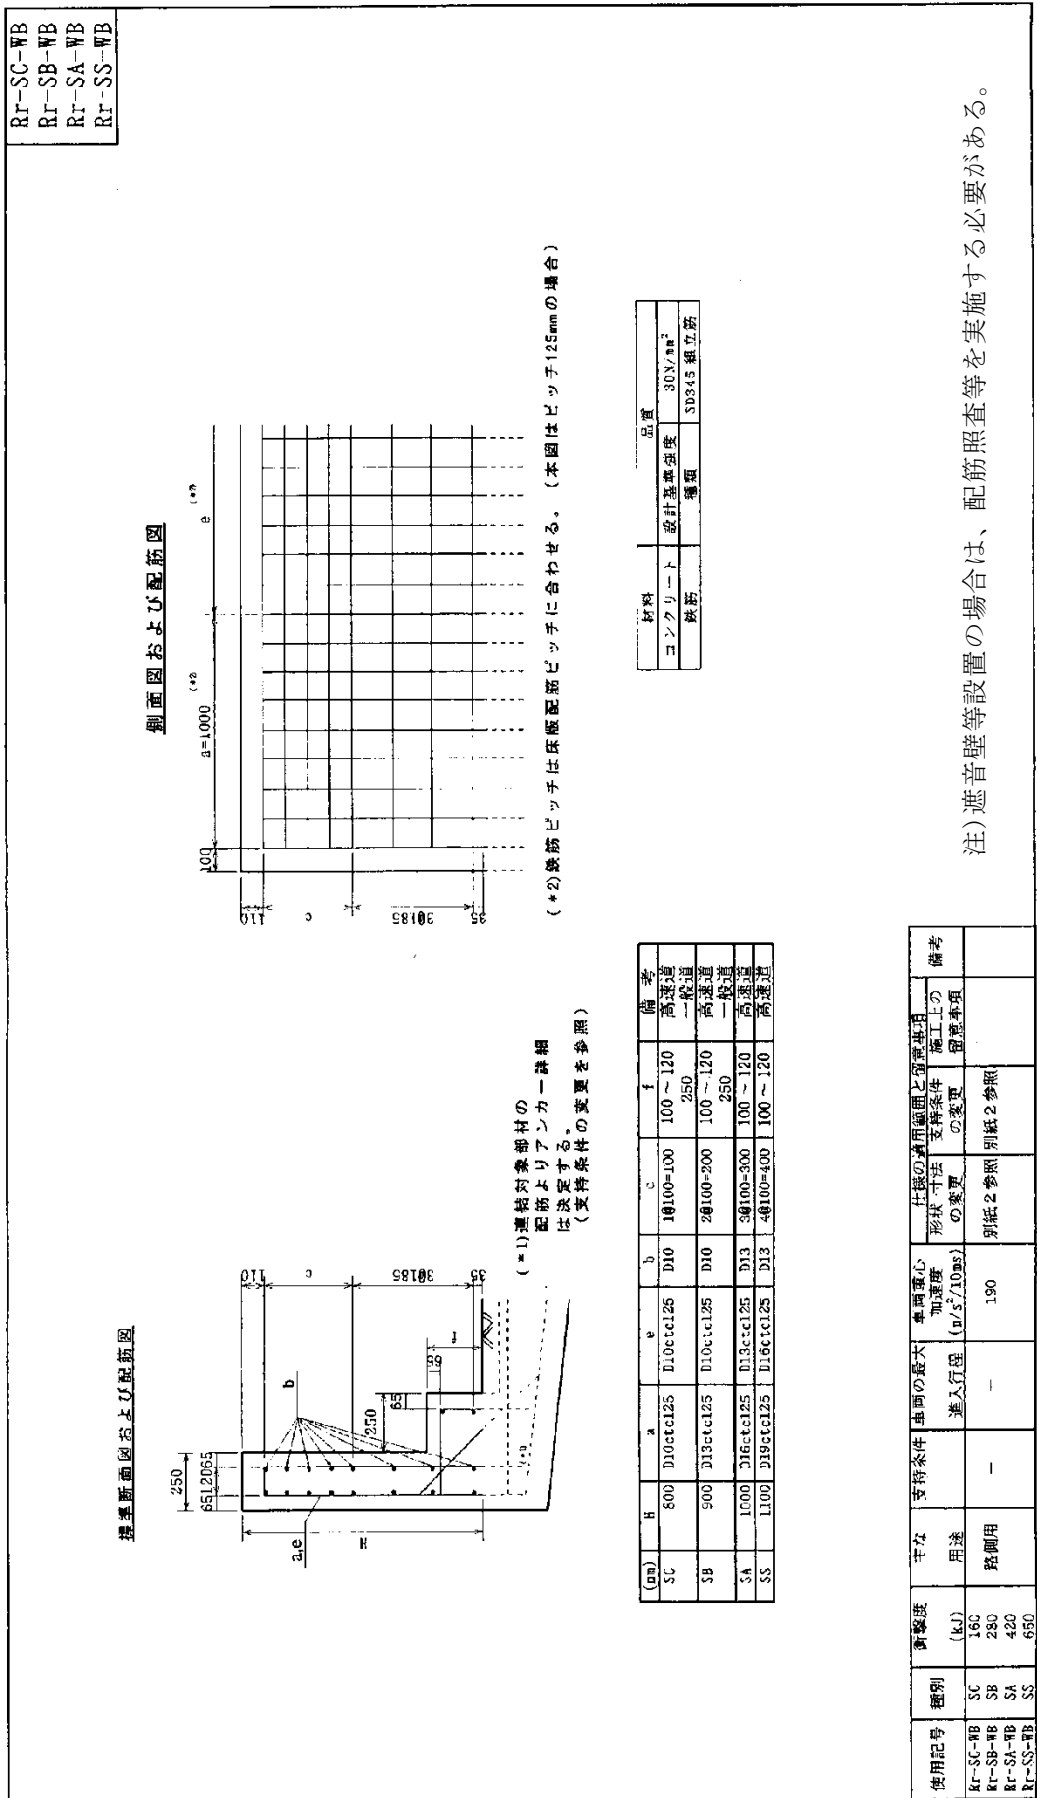 Rr-SC-WB
Rr-SB-WB
Rr-SA-WB
Rr-SS-WB
標準断面図および配筋図
250
65 120 65
b
250
65
a,e
H
110
c
3@185
35
f
(*1)
(*1)連結対象部材の
配筋よりアンカー詳細
は決定する。
(支持条件の変更を参照)
側面図および配筋図
100
a=1000
(*2)
e
(*2)
110
c
3@185
35
(*2)鉄筋ピッチは床版配筋ピッチに合わせる。(本図はピッチ125mmの場合)
(mm) H a e b c f 備考
SC 800 D10ctc125 D10ctc125 D10 1@100=100 100~120 高速道
250 一般道
SB 900 D13ctc125 D10ctc125 D10 2@100=200 100~120 高速道
250 一般道
SA 1000 D16ctc125 D13ctc125 D13 3@100=300 100~120 高速道
SS 1100 D19ctc125 D16ctc125 D13 4@100=400 100~120 高速道
材料 品質
コンクリート 設計基準強度 30N/mm²
鉄筋 種類 SD345 組立筋
使用記号 種別 衝撃度 (kJ) 主な用途 支持条件 車両の最大進入行程 車両重心加速度 (m/s²/10ms) 仕様の適用範囲と留意事項 備考
形状・寸法の変更 支持条件の変更 施工上の留意事項
Rr-SC-WB SC 160
Rr-SB-WB SB 280 路側用 − − 190 別紙2参照 別紙2参照
Rr-SA-WB SA 420
Rr-SS-WB SS 650
注)遮音壁等設置の場合は、配筋照査等を実施する必要がある。